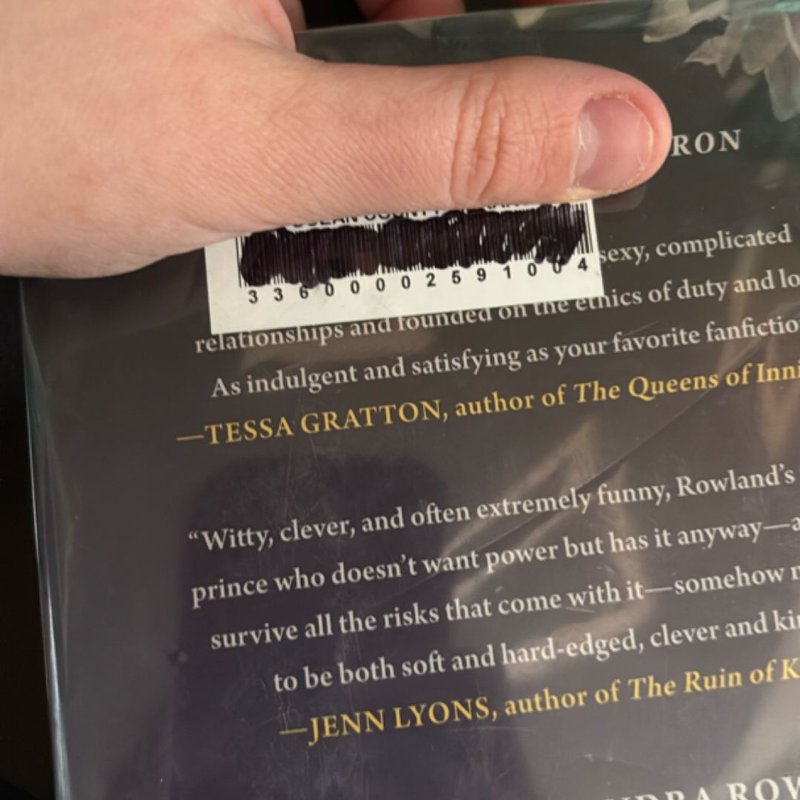 RON
sexy, complicated
3 3 6 0 0 0 0 2 5 9 1 0 0 4
relationships and founded on the ethics of duty and lo
As indulgent and satisfying as your favorite fanfictio
—TESSA GRATTON, author of The Queens of Inni
“Witty, clever, and often extremely funny, Rowland’s
prince who doesn’t want power but has it anyway—a
survive all the risks that come with it—somehow
to be both soft and hard-edged, clever and ki
—JENN LYONS, author of The Ruin of K
NDRA ROW